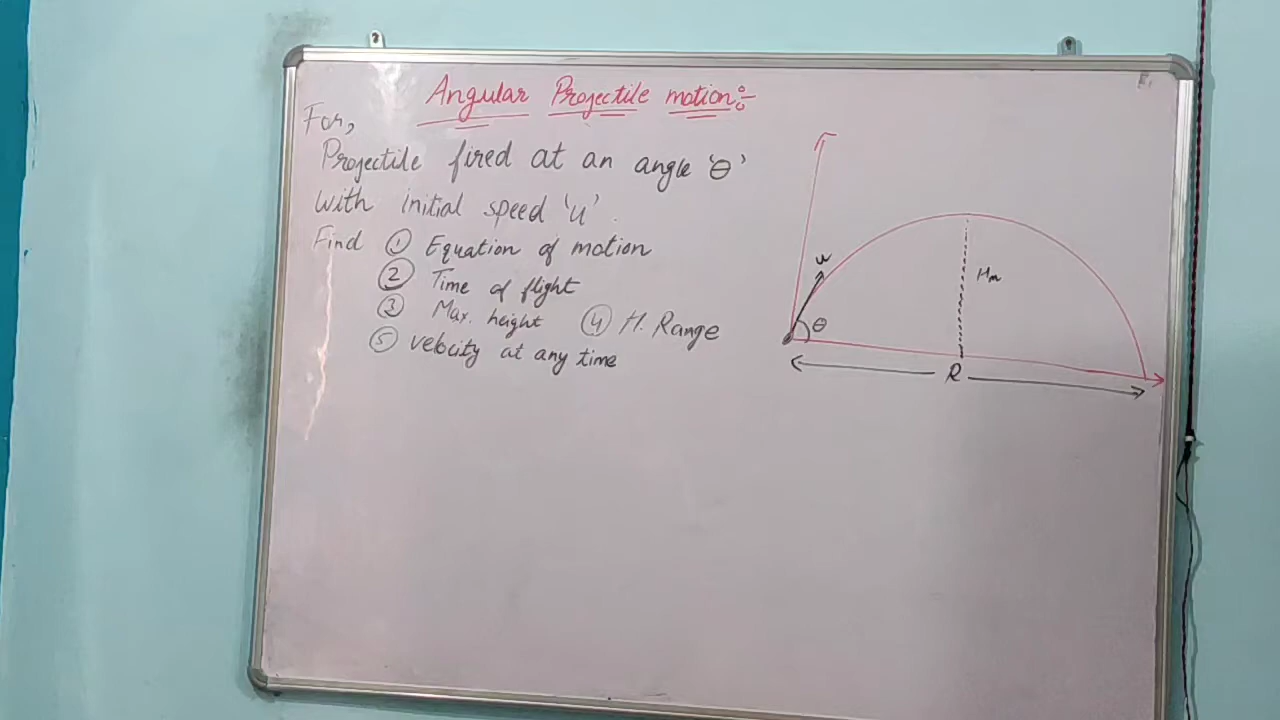 Angular Projectile motion:-
For,
Projectile fired at an angle 'θ'
with initial speed 'u'.
Find ① Equation of motion
② Time of flight
③ Max. height ④ H. Range
⑤ velocity at any time
u
θ
Hm
R